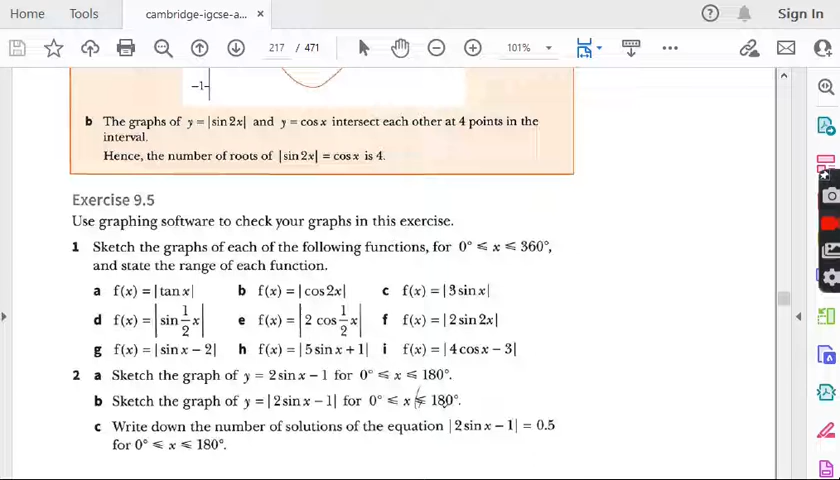 Home Tools cambridge-igcse-a... × Sign In
217 / 471 101%
−1
b The graphs of y = |sin 2x| and y = cos x intersect each other at 4 points in the
interval.
Hence, the number of roots of |sin 2x| = cos x is 4.
Exercise 9.5
Use graphing software to check your graphs in this exercise.
1 Sketch the graphs of each of the following functions, for 0° ⩽ x ⩽ 360°,
and state the range of each function.
a f(x) = |tan x| b f(x) = |cos 2x| c f(x) = |3 sin x|
d f(x) = |sin 1/2 x| e f(x) = |2 cos 1/2 x| f f(x) = |2 sin 2x|
g f(x) = |sin x − 2| h f(x) = |5 sin x + 1| i f(x) = |4 cos x − 3|
2 a Sketch the graph of y = 2 sin x − 1 for 0° ⩽ x ⩽ 180°.
b Sketch the graph of y = |2 sin x − 1| for 0° ⩽ x ⩽ 180°.
c Write down the number of solutions of the equation |2 sin x − 1| = 0.5
for 0° ⩽ x ⩽ 180°.